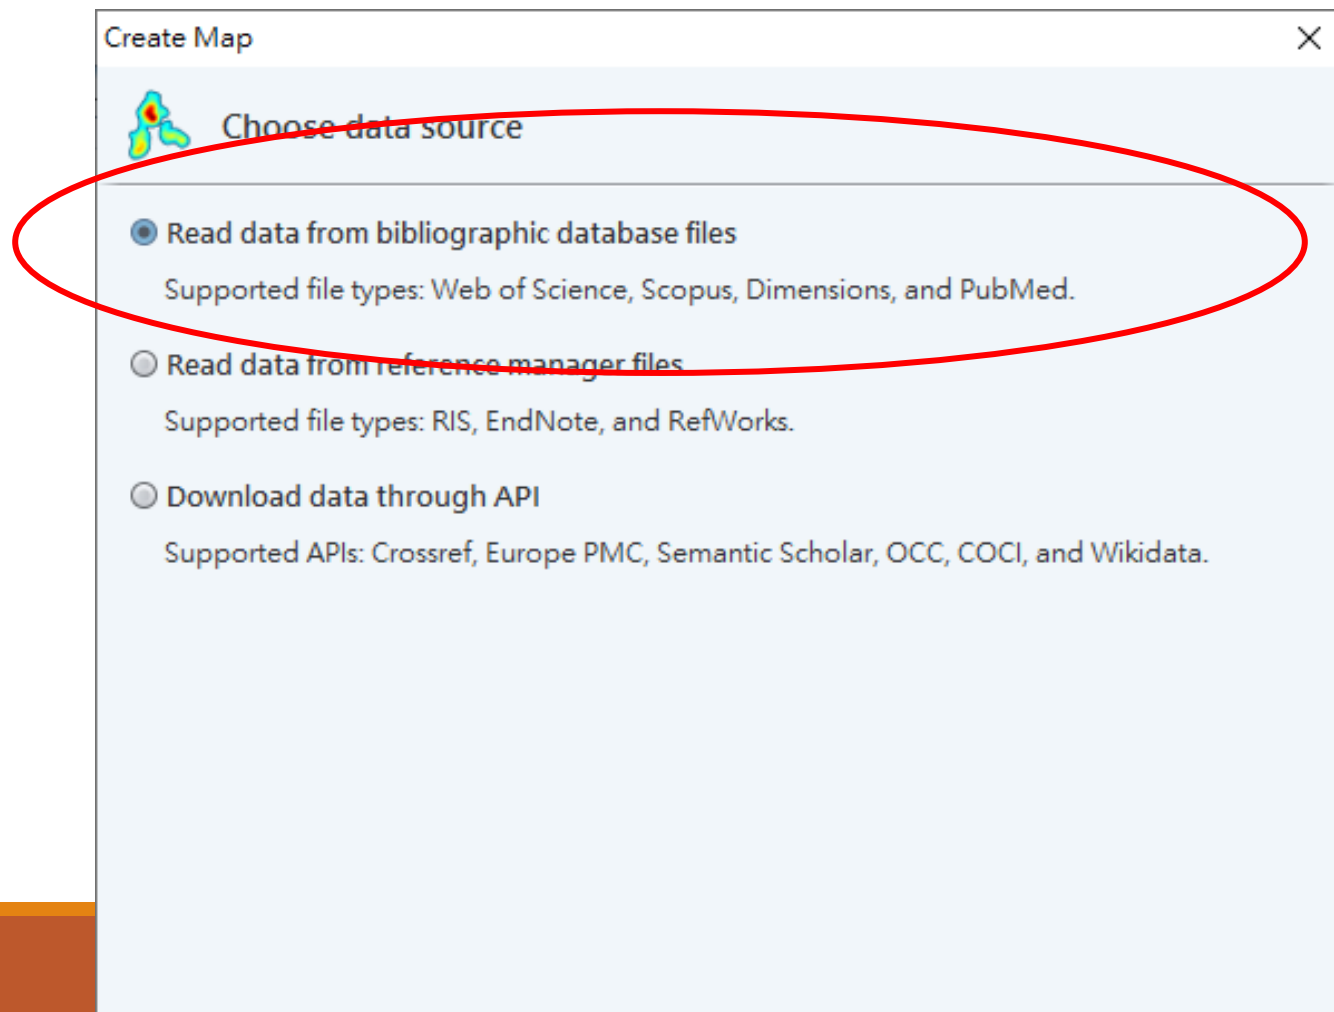 Create Map
Choose data source
Read data from bibliographic database files
Supported file types: Web of Science, Scopus, Dimensions, and PubMed.
Read data from reference manager files
Supported file types: RIS, EndNote, and RefWorks.
Download data through API
Supported APIs: Crossref, Europe PMC, Semantic Scholar, OCC, COCI, and Wikidata.